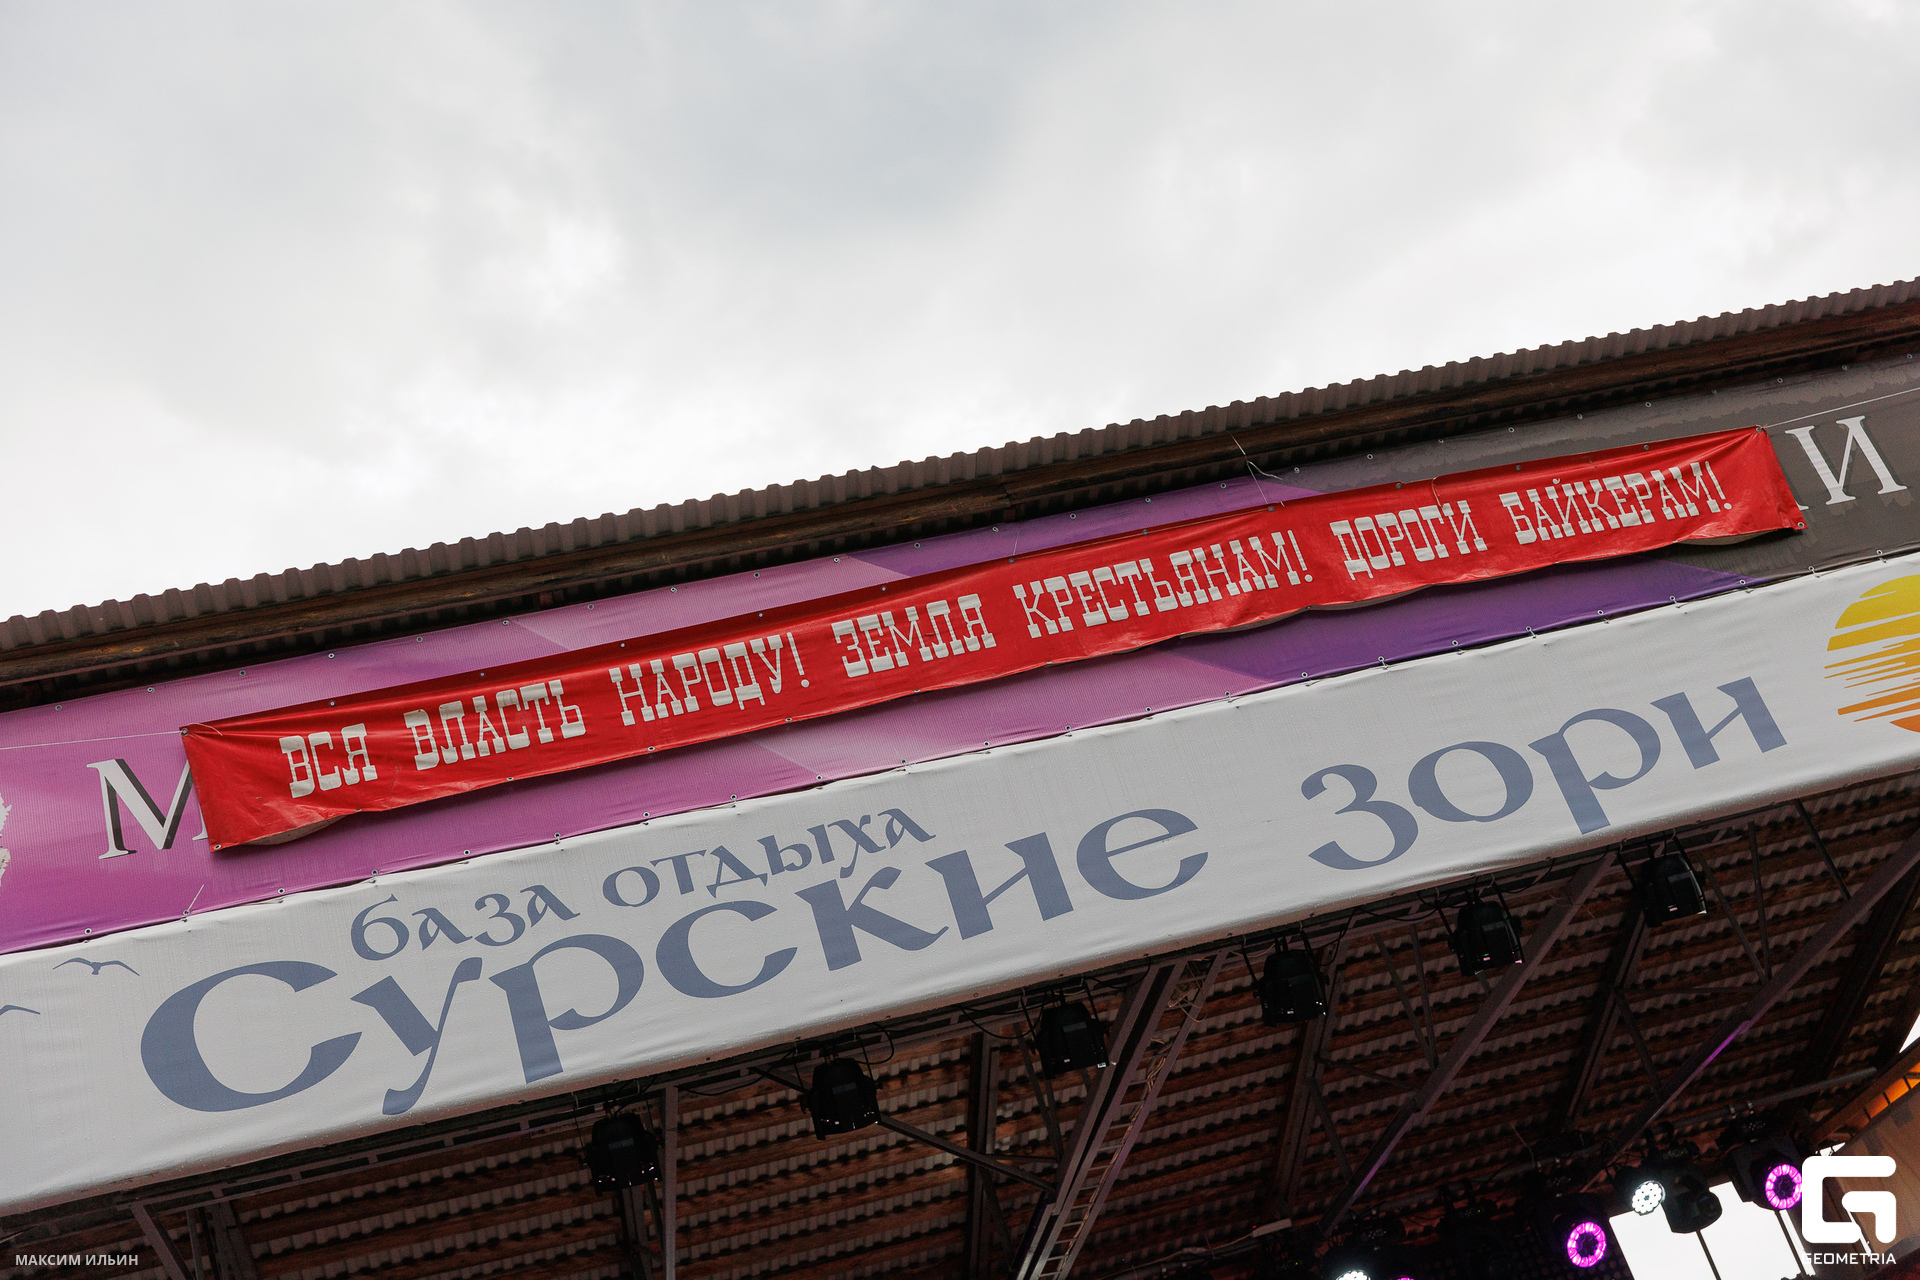 ВСЯ ВЛАСТЬ НАРОДУ! ЗЕМЛЯ КРЕСТЬЯНАМ! ДОРОГИ БАЙКЕРАМ!
база отдыха
Сурские Зори
МАКСИМ ИЛЬИН
GEOMETRIA